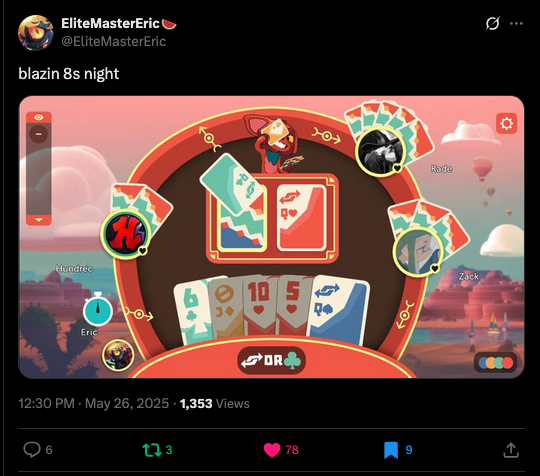 EliteMasterEric🍉
@EliteMasterEric
blazin 8s night
Kade
Q
H
Hundrec
Zack
Eric
6
J
10
5
Q
OR
12:30 PM · May 26, 2025 · 1,353 Views
6
3
78
9